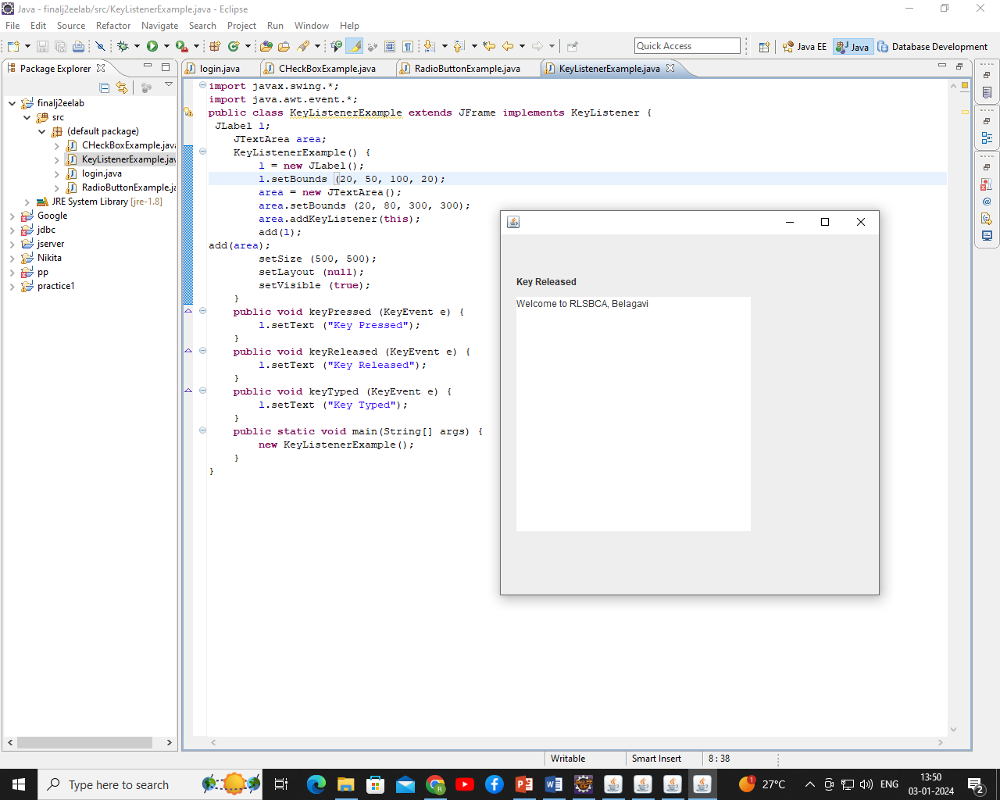 Java - finalj2eelab/src/KeyListenerExample.java - Eclipse
File Edit Source Refactor Navigate Search Project Run Window Help
Quick Access
Java EE
Java
Database Development
Package Explorer
finalj2eelab
src
(default package)
CHeckBoxExample.java
KeyListenerExample.jav
login.java
RadioButtonExample.ja
JRE System Library [jre-1.8]
Google
jdbc
jserver
Nikita
pp
practice1
login.java CHeckBoxExample.java RadioButtonExample.java KeyListenerExample.java
import javax.swing.*;
import java.awt.event.*;
public class KeyListenerExample extends JFrame implements KeyListener {
JLabel l;
JTextArea area;
KeyListenerExample() {
l = new JLabel();
l.setBounds (20, 50, 100, 20);
area = new JTextArea();
area.setBounds (20, 80, 300, 300);
area.addKeyListener(this);
add(l);
add(area);
setSize (500, 500);
setLayout (null);
setVisible (true);
}
public void keyPressed (KeyEvent e) {
l.setText ("Key Pressed");
}
public void keyReleased (KeyEvent e) {
l.setText ("Key Released");
}
public void keyTyped (KeyEvent e) {
l.setText ("Key Typed");
}
public static void main(String[] args) {
new KeyListenerExample();
}
}
Key Released
Welcome to RLSBCA, Belagavi
Writable Smart Insert 8 : 38
Type here to search
27°C
ENG
13:50
03-01-2024
2